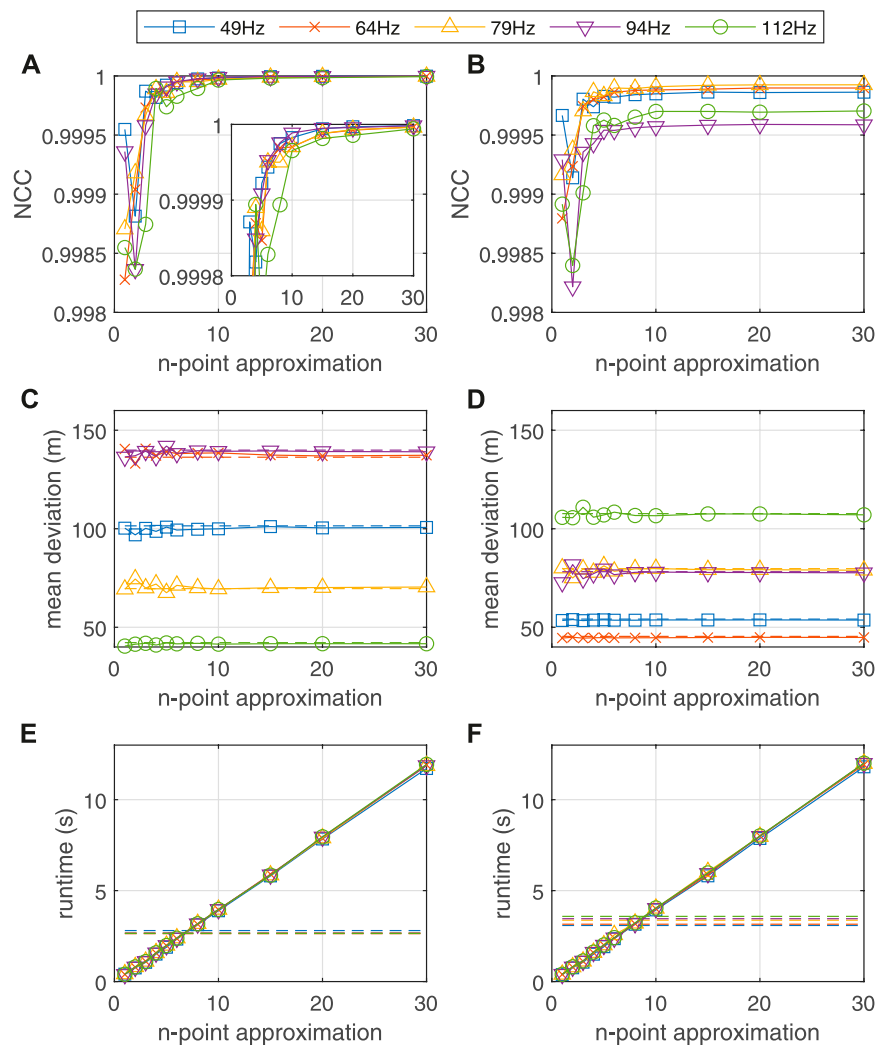 49Hz 64Hz 79Hz 94Hz 112Hz
A
NCC
1
0.9995
0.999
0.9985
0.998
0 10 20 30
n-point approximation
1
0.9999
0.9998
0 10 20 30
B
NCC
1
0.9995
0.999
0.9985
0.998
0 10 20 30
n-point approximation
C
mean deviation (m)
150
100
50
0 10 20 30
n-point approximation
D
mean deviation (m)
150
100
50
0 10 20 30
n-point approximation
E
runtime (s)
10
5
0
0 10 20 30
n-point approximation
F
runtime (s)
10
5
0
0 10 20 30
n-point approximation